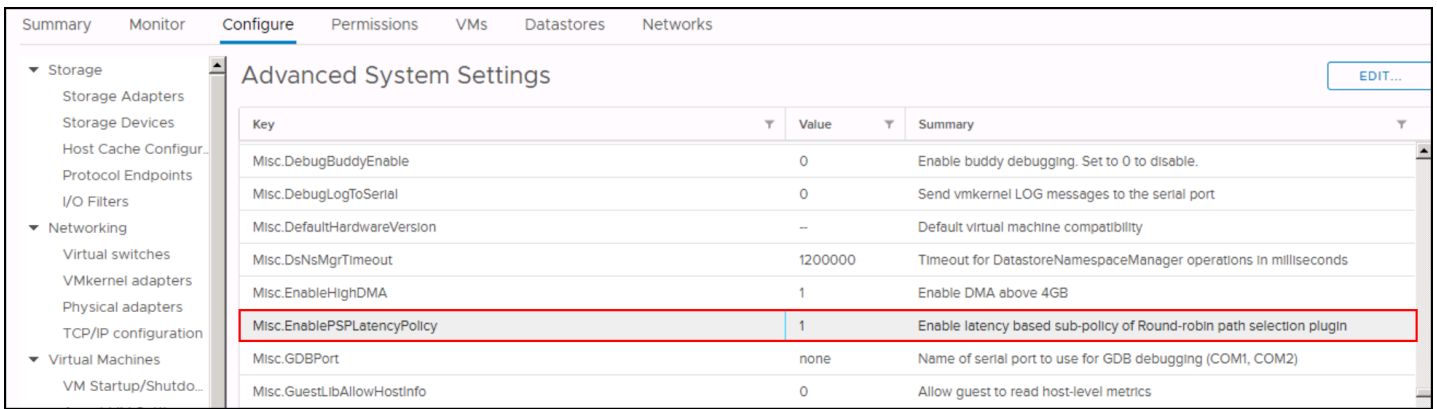 Summary Monitor Configure Permissions VMs Datastores Networks
Storage
Storage Adapters
Storage Devices
Host Cache Configur..
Protocol Endpoints
I/O Filters
Networking
Virtual switches
VMkernel adapters
Physical adapters
TCP/IP configuration
Virtual Machines
VM Startup/Shutdo...
Advanced System Settings
EDIT...
Key Value Summary
Misc.DebugBuddyEnable 0 Enable buddy debugging. Set to 0 to disable.
Misc.DebugLogToSerial 0 Send vmkernel LOG messages to the serial port
Misc.DefaultHardwareVersion -- Default virtual machine compatibility
Misc.DsNsMgrTimeout 1200000 Timeout for DatastoreNamespaceManager operations in milliseconds
Misc.EnableHighDMA 1 Enable DMA above 4GB
Misc.EnablePSPLatencyPolicy 1 Enable latency based sub-policy of Round-robin path selection plugin
Misc.GDBPort none Name of serial port to use for GDB debugging (COM1, COM2)
Misc.GuestLibAllowHostInfo 0 Allow guest to read host-level metrics